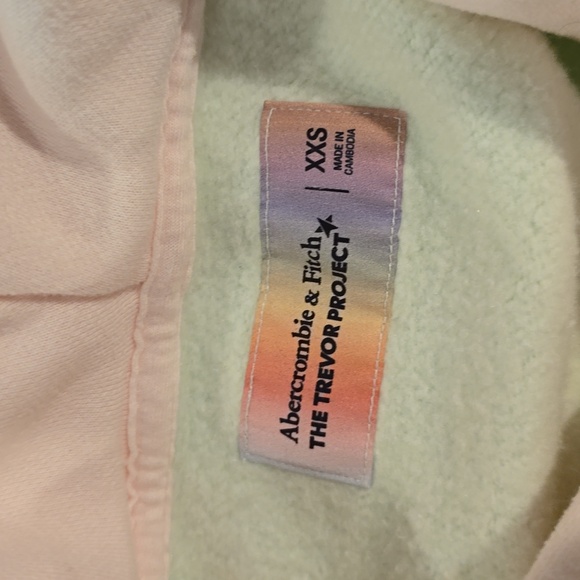 Abercrombie & Fitch
THE TREVOR PROJECT
XXS
MADE IN
CAMBODIA